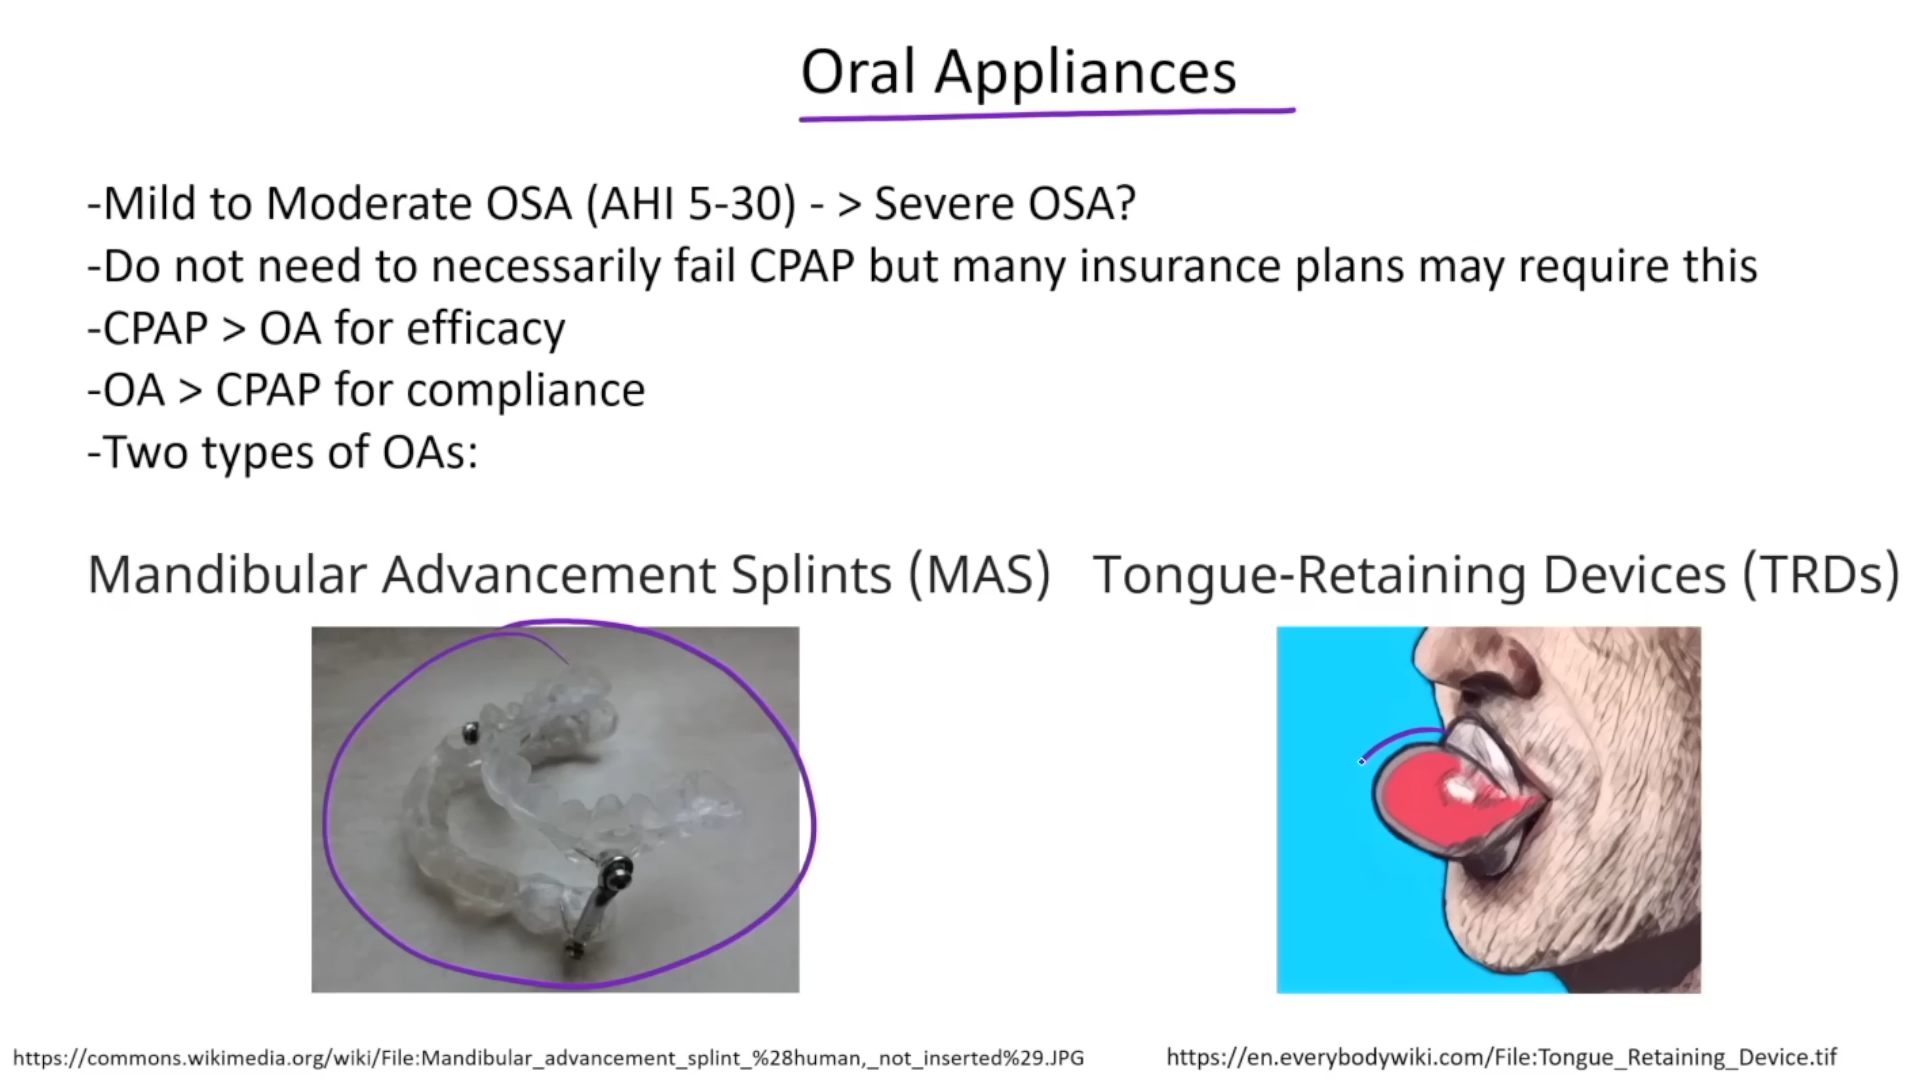 Oral Appliances
-Mild to Moderate OSA (AHI 5-30) - > Severe OSA?
-Do not need to necessarily fail CPAP but many insurance plans may require this
-CPAP > OA for efficacy
-OA > CPAP for compliance
-Two types of OAs:
Mandibular Advancement Splints (MAS)
Tongue-Retaining Devices (TRDs)
https://commons.wikimedia.org/wiki/File:Mandibular_advancement_splint_%28human,_not_inserted%29.JPG
https://en.everybodywiki.com/File:Tongue_Retaining_Device.tif